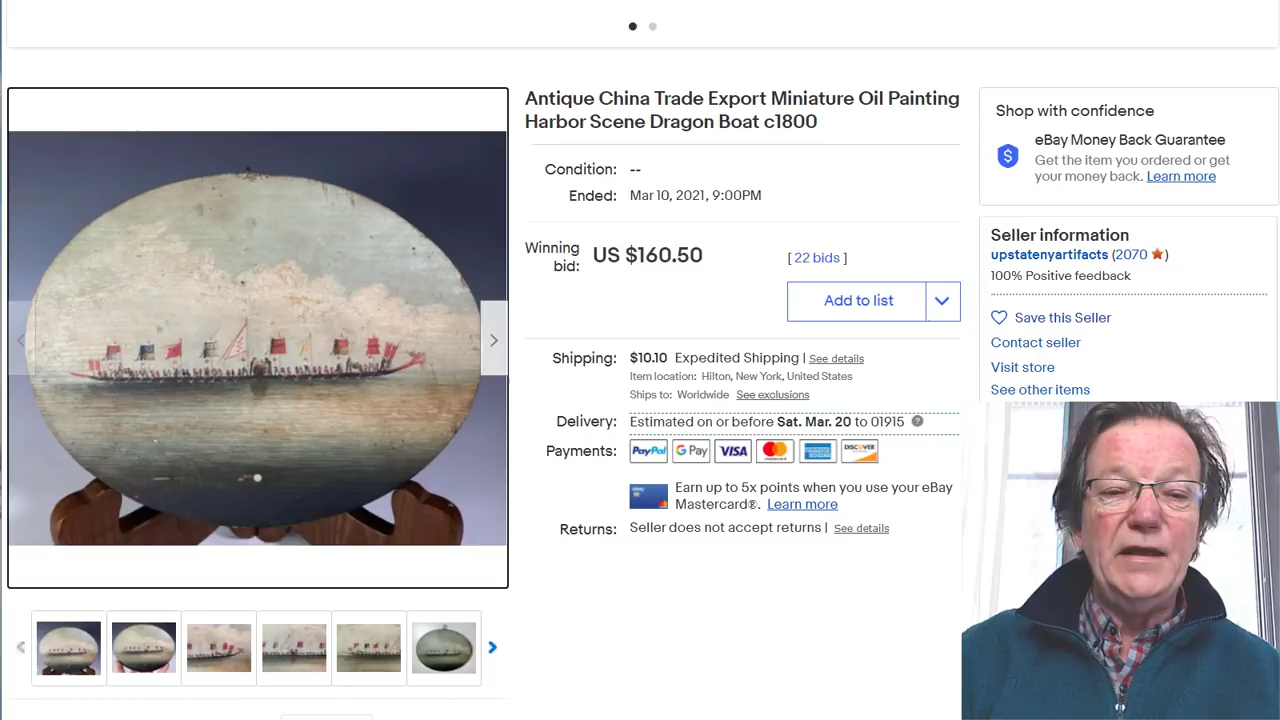 Antique China Trade Export Miniature Oil Painting
Harbor Scene Dragon Boat c1800
Condition: --
Ended: Mar 10, 2021, 9:00PM
Winning
bid: US $160.50 [ 22 bids ]
Add to list
Shipping: $10.10 Expedited Shipping | See details
Item location: Hilton, New York, United States
Ships to: Worldwide See exclusions
Delivery: Estimated on or before Sat. Mar. 20 to 01915 ?
Payments: PayPal G Pay VISA mastercard AMERICAN EXPRESS DISCOVER
Earn up to 5x points when you use your eBay
Mastercard®. Learn more
Returns: Seller does not accept returns | See details
Shop with confidence
$ eBay Money Back Guarantee
Get the item you ordered or get
your money back. Learn more
Seller information
upstatenyartifacts (2070 )
100% Positive feedback
Save this Seller
Contact seller
Visit store
See other items